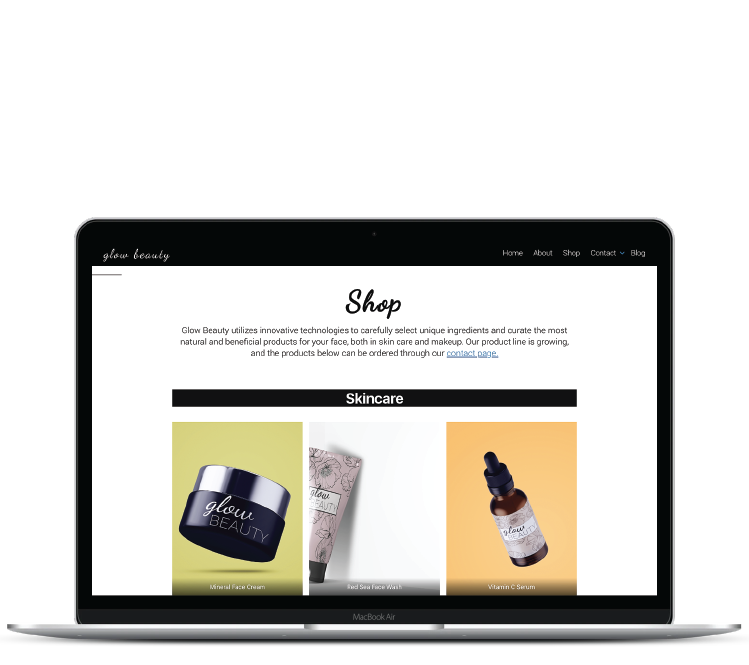 glow beauty
Home About Shop Contact Blog
Shop
Glow Beauty utilizes innovative technologies to carefully select unique ingredients and curate the most
natural and beneficial products for your face, both in skin care and makeup. Our product line is growing,
and the products below can be ordered through our contact page.
Skincare
glow
BEAUTY
glow
BEAUTY
glow
BEAUTY
Mineral Face Cream
Red Sea Face Wash
Vitamin C Serum
MacBook Air